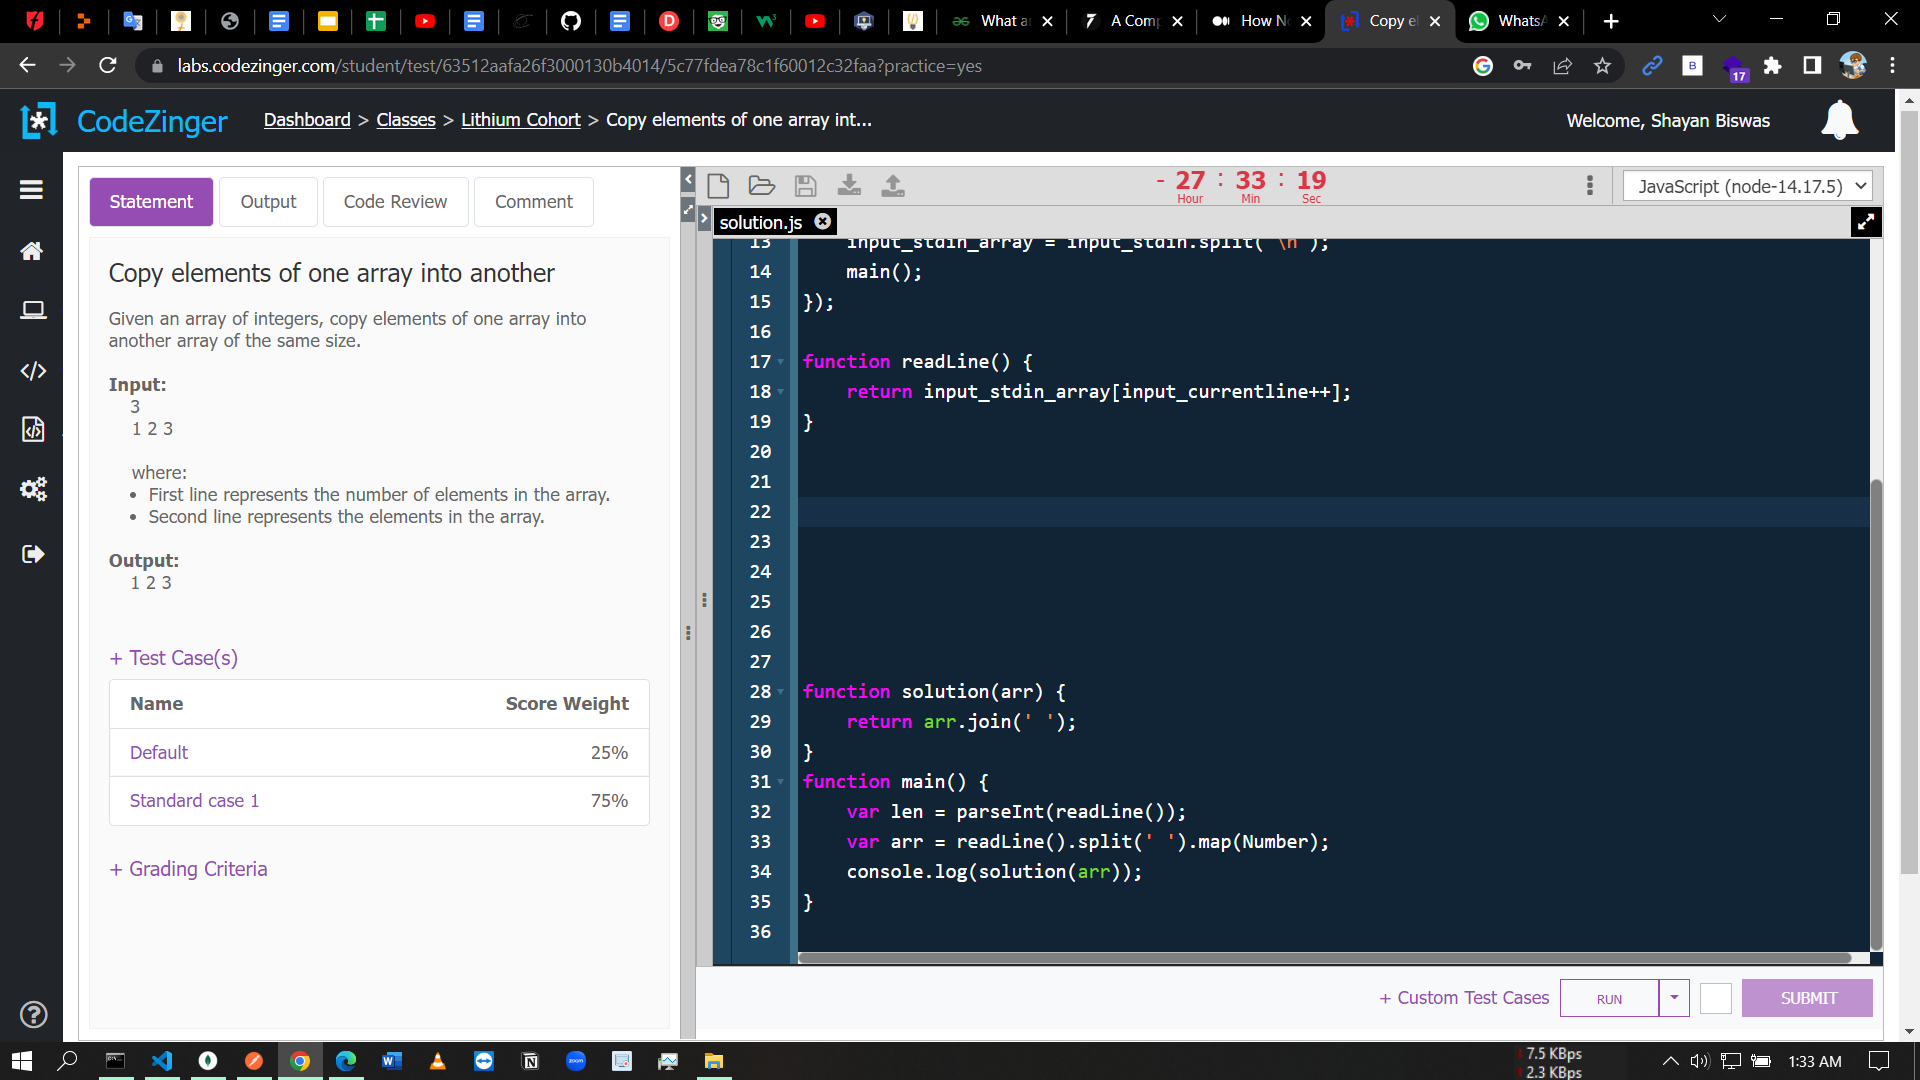 What a
A Comp
How N
Copy el
WhatsA
labs.codezinger.com/student/test/63512aafa26f3000130b4014/5c77fdea78c1f60012c32faa?practice=yes
17
CodeZinger
Dashboard > Classes > Lithium Cohort > Copy elements of one array int...
Welcome, Shayan Biswas
Statement
Output
Code Review
Comment
- 27 : 33 : 19
Hour Min Sec
JavaScript (node-14.17.5)
solution.js
Copy elements of one array into another
Given an array of integers, copy elements of one array into
another array of the same size.
Input:
3
1 2 3
where:
• First line represents the number of elements in the array.
• Second line represents the elements in the array.
Output:
1 2 3
+ Test Case(s)
Name Score Weight
Default 25%
Standard case 1 75%
+ Grading Criteria
13 input_stdin_array = input_stdin.split("\n");
14 main();
15 });
16
17 function readLine() {
18 return input_stdin_array[input_currentline++];
19 }
20
21
22
23
24
25
26
27
28 function solution(arr) {
29 return arr.join(' ');
30 }
31 function main() {
32 var len = parseInt(readLine());
33 var arr = readLine().split(' ').map(Number);
34 console.log(solution(arr));
35 }
36
+ Custom Test Cases
RUN
SUBMIT
7.5 KBps
2.3 KBps
1:33 AM